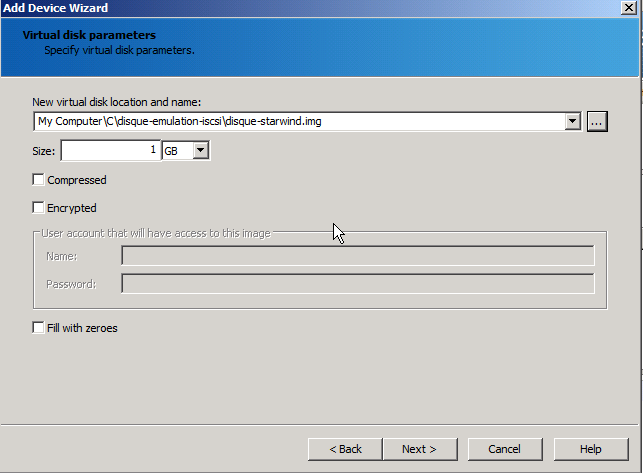 Add Device Wizard
Virtual disk parameters
Specify virtual disk parameters.
New virtual disk location and name:
My Computer\C\disque-emulation-iscsi\disque-starwind.img
...
Size: 1 GB
Compressed
Encrypted
User account that will have access to this image
Name:
Password:
Fill with zeroes
< Back Next > Cancel Help